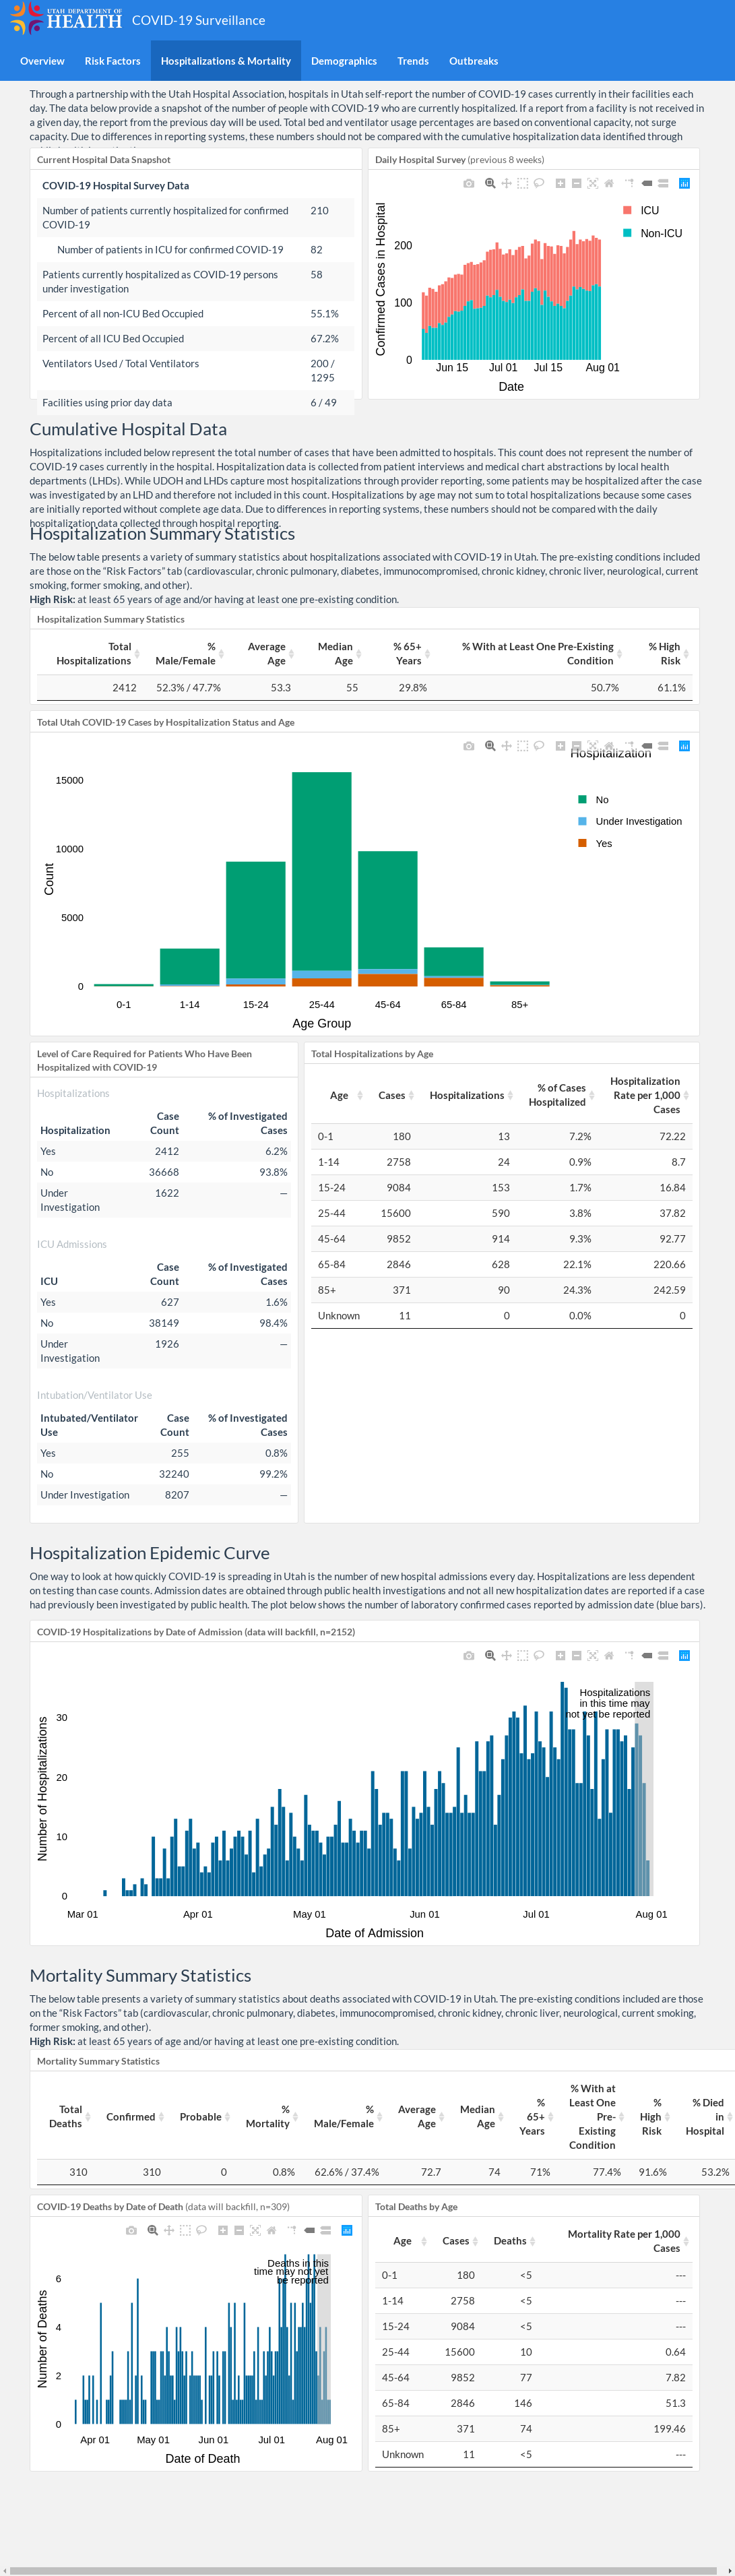 UTAH DEPARTMENT OF
HEALTH
COVID-19 Surveillance
Overview
Risk Factors
Hospitalizations & Mortality
Demographics
Trends
Outbreaks
Through a partnership with the Utah Hospital Association, hospitals in Utah self-report the number of COVID-19 cases currently in their facilities each
day. The data below provide a snapshot of the number of people with COVID-19 who are currently hospitalized. If a report from a facility is not received in
a given day, the report from the previous day will be used. Total bed and ventilator usage percentages are based on conventional capacity, not surge
capacity. Due to differences in reporting systems, these numbers should not be compared with the cumulative hospitalization data identified through
Current Hospital Data Snapshot
COVID-19 Hospital Survey Data
Number of patients currently hospitalized for confirmed 210
COVID-19
Number of patients in ICU for confirmed COVID-19 82
Patients currently hospitalized as COVID-19 persons 58
under investigation
Percent of all non-ICU Bed Occupied 55.1%
Percent of all ICU Bed Occupied 67.2%
Ventilators Used / Total Ventilators 200 /
1295
Facilities using prior day data 6 / 49
Daily Hospital Survey (previous 8 weeks)
Confirmed Cases in Hospital
200
100
0
Jun 15 Jul 01 Jul 15 Aug 01
Date
ICU
Non-ICU
Cumulative Hospital Data
Hospitalizations included below represent the total number of cases that have been admitted to hospitals. This count does not represent the number of
COVID-19 cases currently in the hospital. Hospitalization data is collected from patient interviews and medical chart abstractions by local health
departments (LHDs). While UDOH and LHDs capture most hospitalizations through provider reporting, some patients may be hospitalized after the case
was investigated by an LHD and therefore not included in this count. Hospitalizations by age may not sum to total hospitalizations because some cases
are initially reported without complete age data. Due to differences in reporting systems, these numbers should not be compared with the daily
hospitalization data collected through hospital reporting.
Hospitalization Summary Statistics
The below table presents a variety of summary statistics about hospitalizations associated with COVID-19 in Utah. The pre-existing conditions included
are those on the “Risk Factors” tab (cardiovascular, chronic pulmonary, diabetes, immunocompromised, chronic kidney, chronic liver, neurological, current
smoking, former smoking, and other).
High Risk: at least 65 years of age and/or having at least one pre-existing condition.
Hospitalization Summary Statistics
Total Hospitalizations % Male/Female Average Age Median Age % 65+ Years % With at Least One Pre-Existing Condition % High Risk
2412 52.3% / 47.7% 53.3 55 29.8% 50.7% 61.1%
Total Utah COVID-19 Cases by Hospitalization Status and Age
Hospitalization
No
Under Investigation
Yes
Count
15000
10000
5000
0
0-1 1-14 15-24 25-44 45-64 65-84 85+
Age Group
Level of Care Required for Patients Who Have Been
Hospitalized with COVID-19
Hospitalizations
Hospitalization Case Count % of Investigated Cases
Yes 2412 6.2%
No 36668 93.8%
Under Investigation 1622 —
ICU Admissions
ICU Case Count % of Investigated Cases
Yes 627 1.6%
No 38149 98.4%
Under Investigation 1926 —
Intubation/Ventilator Use
Intubated/Ventilator Use Case Count % of Investigated Cases
Yes 255 0.8%
No 32240 99.2%
Under Investigation 8207 —
Total Hospitalizations by Age
Age Cases Hospitalizations % of Cases Hospitalized Hospitalization Rate per 1,000 Cases
0-1 180 13 7.2% 72.22
1-14 2758 24 0.9% 8.7
15-24 9084 153 1.7% 16.84
25-44 15600 590 3.8% 37.82
45-64 9852 914 9.3% 92.77
65-84 2846 628 22.1% 220.66
85+ 371 90 24.3% 242.59
Unknown 11 0 0.0% 0
Hospitalization Epidemic Curve
One way to look at how quickly COVID-19 is spreading in Utah is the number of new hospital admissions every day. Hospitalizations are less dependent
on testing than case counts. Admission dates are obtained through public health investigations and not all new hospitalization dates are reported if a case
had previously been investigated by public health. The plot below shows the number of laboratory confirmed cases reported by admission date (blue bars).
COVID-19 Hospitalizations by Date of Admission (data will backfill, n=2152)
Hospitalizations
in this time may
not yet be reported
Number of Hospitalizations
30
20
10
0
Mar 01 Apr 01 May 01 Jun 01 Jul 01 Aug 01
Date of Admission
Mortality Summary Statistics
The below table presents a variety of summary statistics about deaths associated with COVID-19 in Utah. The pre-existing conditions included are those
on the “Risk Factors” tab (cardiovascular, chronic pulmonary, diabetes, immunocompromised, chronic kidney, chronic liver, neurological, current smoking,
former smoking, and other).
High Risk: at least 65 years of age and/or having at least one pre-existing condition.
Mortality Summary Statistics
Total Deaths Confirmed Probable % Mortality % Male/Female Average Age Median Age % 65+ Years % With at Least One Pre-Existing Condition % High Risk % Died in Hospital
310 310 0 0.8% 62.6% / 37.4% 72.7 74 71% 77.4% 91.6% 53.2%
COVID-19 Deaths by Date of Death (data will backfill, n=309)
Deaths in this
time may not yet
be reported
Number of Deaths
6
4
2
0
Apr 01 May 01 Jun 01 Jul 01 Aug 01
Date of Death
Total Deaths by Age
Age Cases Deaths Mortality Rate per 1,000 Cases
0-1 180 <5 ---
1-14 2758 <5 ---
15-24 9084 <5 ---
25-44 15600 10 0.64
45-64 9852 77 7.82
65-84 2846 146 51.3
85+ 371 74 199.46
Unknown 11 <5 ---